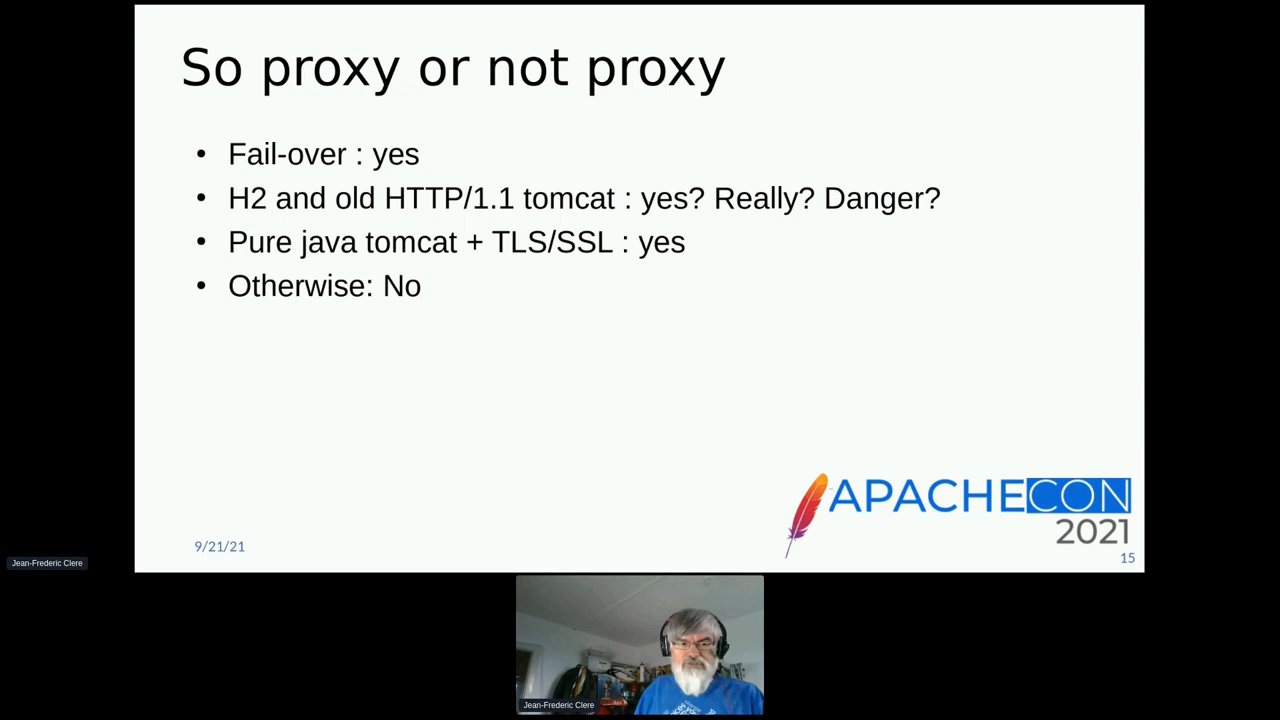 So proxy or not proxy
• Fail-over : yes
• H2 and old HTTP/1.1 tomcat : yes? Really? Danger?
• Pure java tomcat + TLS/SSL : yes
• Otherwise: No
APACHECON
2021
9/21/21
15
Jean-Frederic Clere
Jean-Frederic Clere